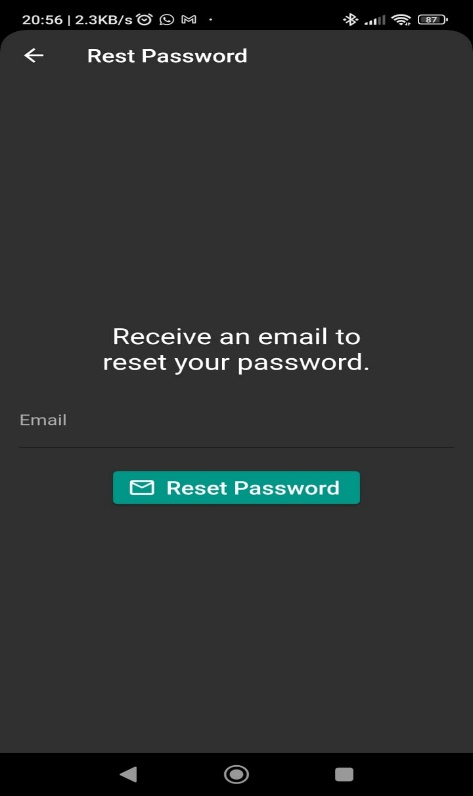 20:56 | 2.3KB/s
87
Rest Password
Receive an email to
reset your password.
Email
Reset Password